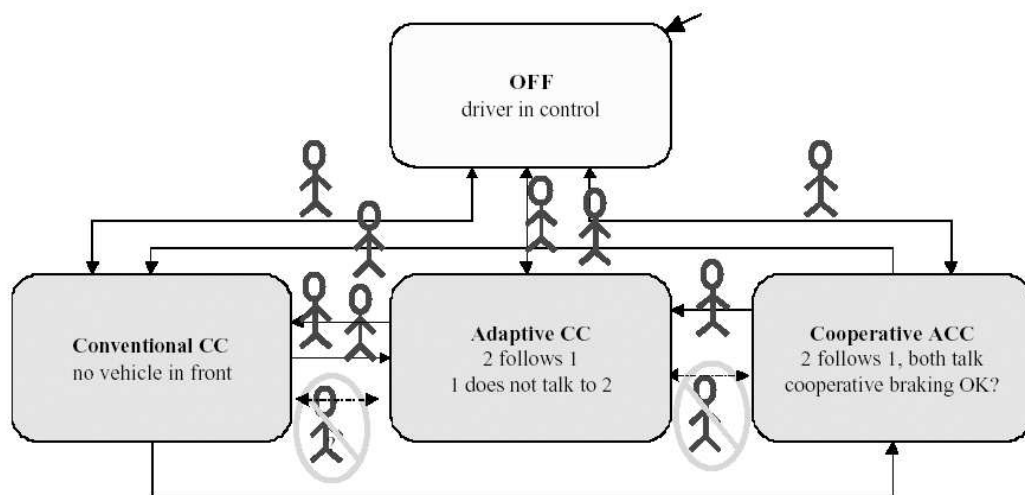 OFF
driver in control
Conventional CC
no vehicle in front
Adaptive CC
2 follows 1
1 does not talk to 2
Cooperative ACC
2 follows 1, both talk
cooperative braking OK?
?